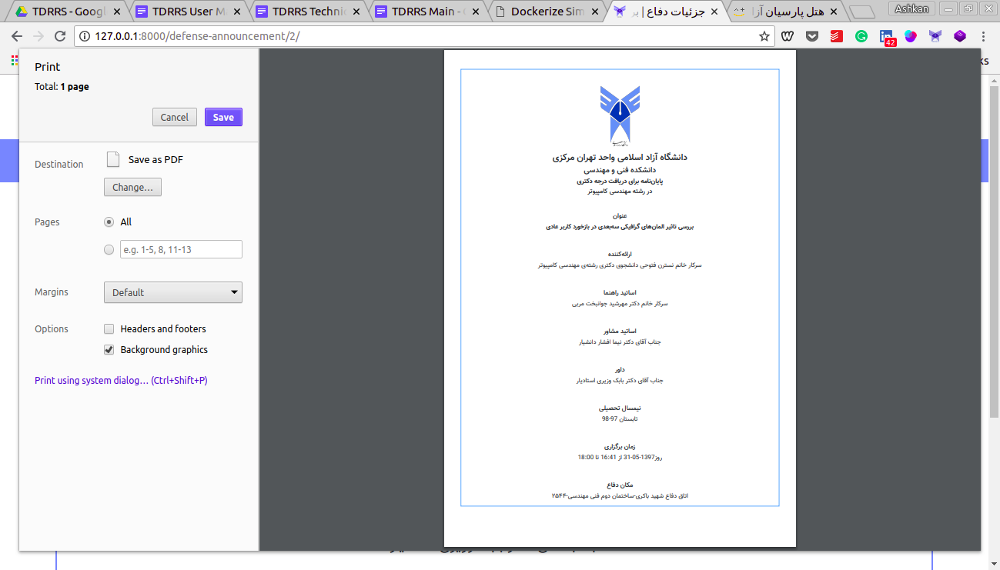 TDRRS - Googl
TDRRS User M
TDRRS Technic
TDRRS Main - 
Dockerize Sim
جزئیات دفاع | بر
هتل پارسیان آزا
Ashkan
127.0.0.1:8000/defense-announcement/2/
42
ks
Print
Total: 1 page
Cancel
Save
Destination
Save as PDF
Change...
Pages
All
e.g. 1-5, 8, 11-13
Margins
Default
Options
Headers and footers
Background graphics
Print using system dialog... (Ctrl+Shift+P)
دانشگاه آزاد اسلامی واحد تهران مرکزی
دانشکده فنی و مهندسی
پایان‌نامه برای دریافت درجه دکتری
در رشته مهندسی کامپیوتر
عنوان
بررسی تاثیر المان‌های گرافیکی سه‌بعدی در بازخورد کاربر عادی
ارائه‌کننده
سرکار خانم نسترن فتوحی دانشجوی دکتری رشته‌ی مهندسی کامپیوتر
اساتید راهنما
سرکار خانم دکتر مهرشید جوانبخت مربی
اساتید مشاور
جناب آقای دکتر نیما افشار دانشیار
داور
جناب آقای دکتر بابک وزیری استادیار
نیمسال تحصیلی
تابستان 97-98
زمان برگزاری
روز1397-05-31 از 16:41 تا 18:00
مکان دفاع
اتاق دفاع شهید باکری-ساختمان دوم فنی مهندسی-۲۵۴۴